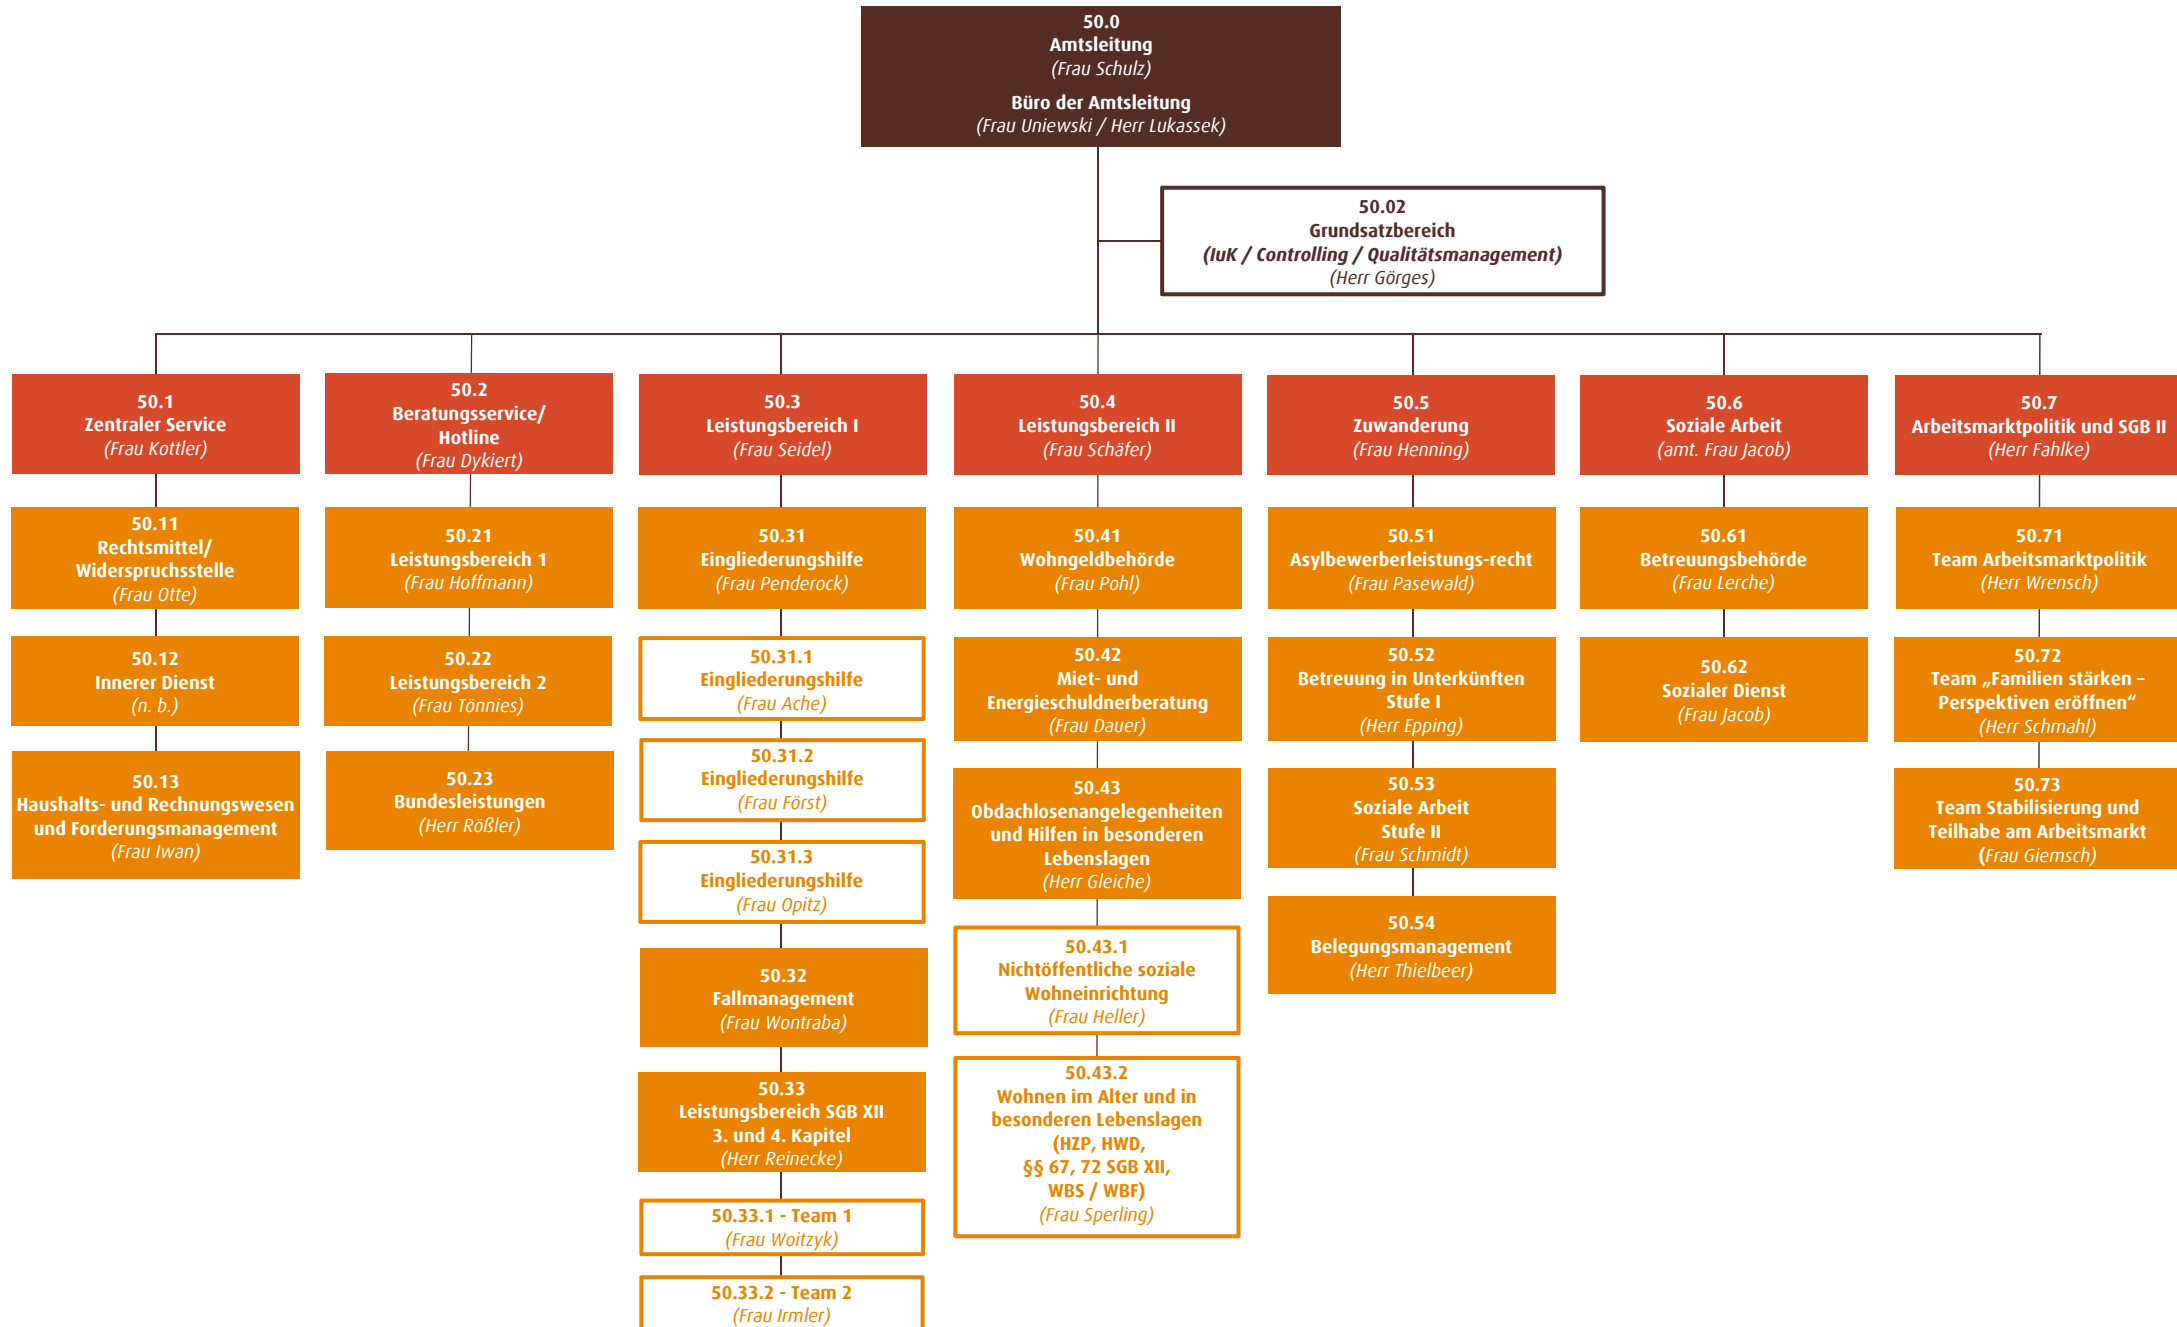 50.0
Amtsleitung
(Frau Schulz)
Büro der Amtsleitung
(Frau Uniewski / Herr Lukassek)
50.02
Grundsatzbereich
(IuK / Controlling / Qualitätsmanagement)
(Herr Görges)
50.1
Zentraler Service
(Frau Kottler)
50.11
Rechtsmittel/
Widerspruchsstelle
(Frau Otte)
50.12
Innerer Dienst
(n. b.)
50.13
Haushalts- und Rechnungswesen
und Forderungsmanagement
(Frau Iwan)
50.2
Beratungsservice/
Hotline
(Frau Dykiert)
50.21
Leistungsbereich 1
(Frau Hoffmann)
50.22
Leistungsbereich 2
(Frau Tönnies)
50.23
Bundesleistungen
(Herr Rößler)
50.3
Leistungsbereich I
(Frau Seidel)
50.31
Eingliederungshilfe
(Frau Penderock)
50.31.1
Eingliederungshilfe
(Frau Ache)
50.31.2
Eingliederungshilfe
(Frau Först)
50.31.3
Eingliederungshilfe
(Frau Opitz)
50.32
Fallmanagement
(Frau Wontraba)
50.33
Leistungsbereich SGB XII
3. und 4. Kapitel
(Herr Reinecke)
50.33.1 - Team 1
(Frau Woitzyk)
50.33.2 - Team 2
(Frau Irmler)
50.4
Leistungsbereich II
(Frau Schäfer)
50.41
Wohngeldbehörde
(Frau Pohl)
50.42
Miet- und
Energieschuldnerberatung
(Frau Dauer)
50.43
Obdachlosenangelegenheiten
und Hilfen in besonderen
Lebenslagen
(Herr Gleiche)
50.43.1
Nichtöffentliche soziale
Wohneinrichtung
(Frau Heller)
50.43.2
Wohnen im Alter und in
besonderen Lebenslagen
(HZP, HWD,
§§ 67, 72 SGB XII,
WBS / WBF)
(Frau Sperling)
50.5
Zuwanderung
(Frau Henning)
50.51
Asylbewerberleistungs-recht
(Frau Pasewald)
50.52
Betreuung in Unterkünften
Stufe I
(Herr Epping)
50.53
Soziale Arbeit
Stufe II
(Frau Schmidt)
50.54
Belegungsmanagement
(Herr Thielbeer)
50.6
Soziale Arbeit
(amt. Frau Jacob)
50.61
Betreuungsbehörde
(Frau Lerche)
50.62
Sozialer Dienst
(Frau Jacob)
50.7
Arbeitsmarktpolitik und SGB II
(Herr Fahlke)
50.71
Team Arbeitsmarktpolitik
(Herr Wrensch)
50.72
Team „Familien stärken –
Perspektiven eröffnen“
(Herr Schmahl)
50.73
Team Stabilisierung und
Teilhabe am Arbeitsmarkt
(Frau Giemsch)